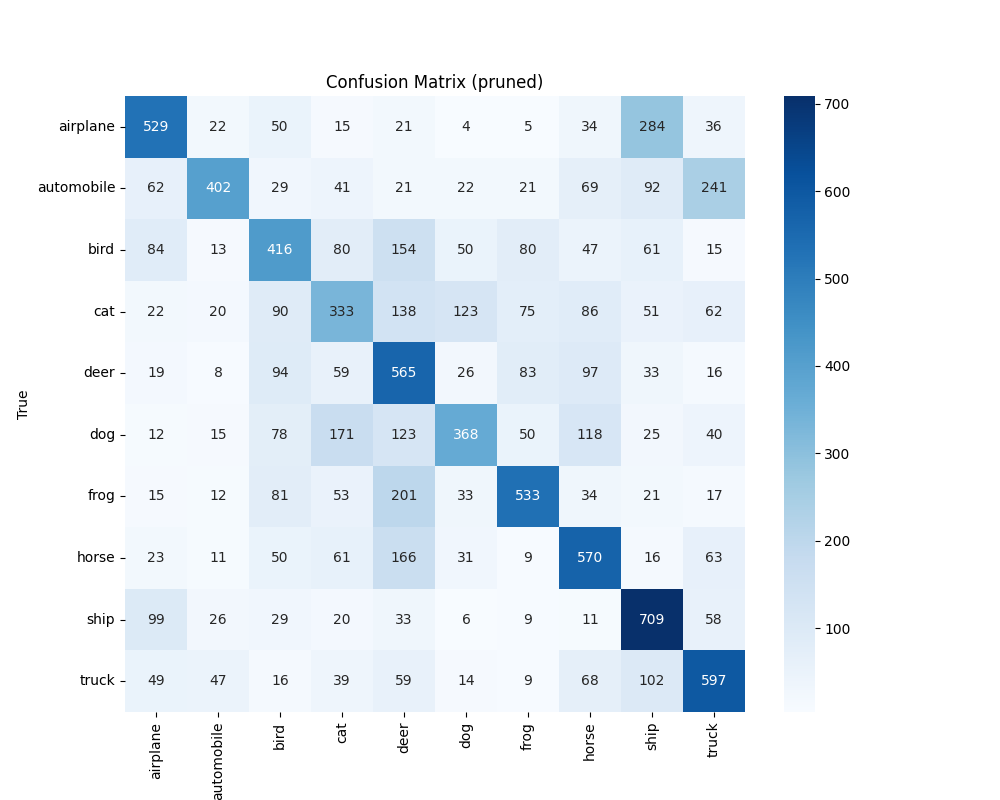 Confusion Matrix (pruned)
airplane 529 22 50 15 21 4 5 34 284 36
automobile 62 402 29 41 21 22 21 69 92 241
bird 84 13 416 80 154 50 80 47 61 15
cat 22 20 90 333 138 123 75 86 51 62
deer 19 8 94 59 565 26 83 97 33 16
dog 12 15 78 171 123 368 50 118 25 40
frog 15 12 81 53 201 33 533 34 21 17
horse 23 11 50 61 166 31 9 570 16 63
ship 99 26 29 20 33 6 9 11 709 58
truck 49 47 16 39 59 14 9 68 102 597
True
airplane automobile bird cat deer dog frog horse ship truck
700
600
500
400
300
200
100